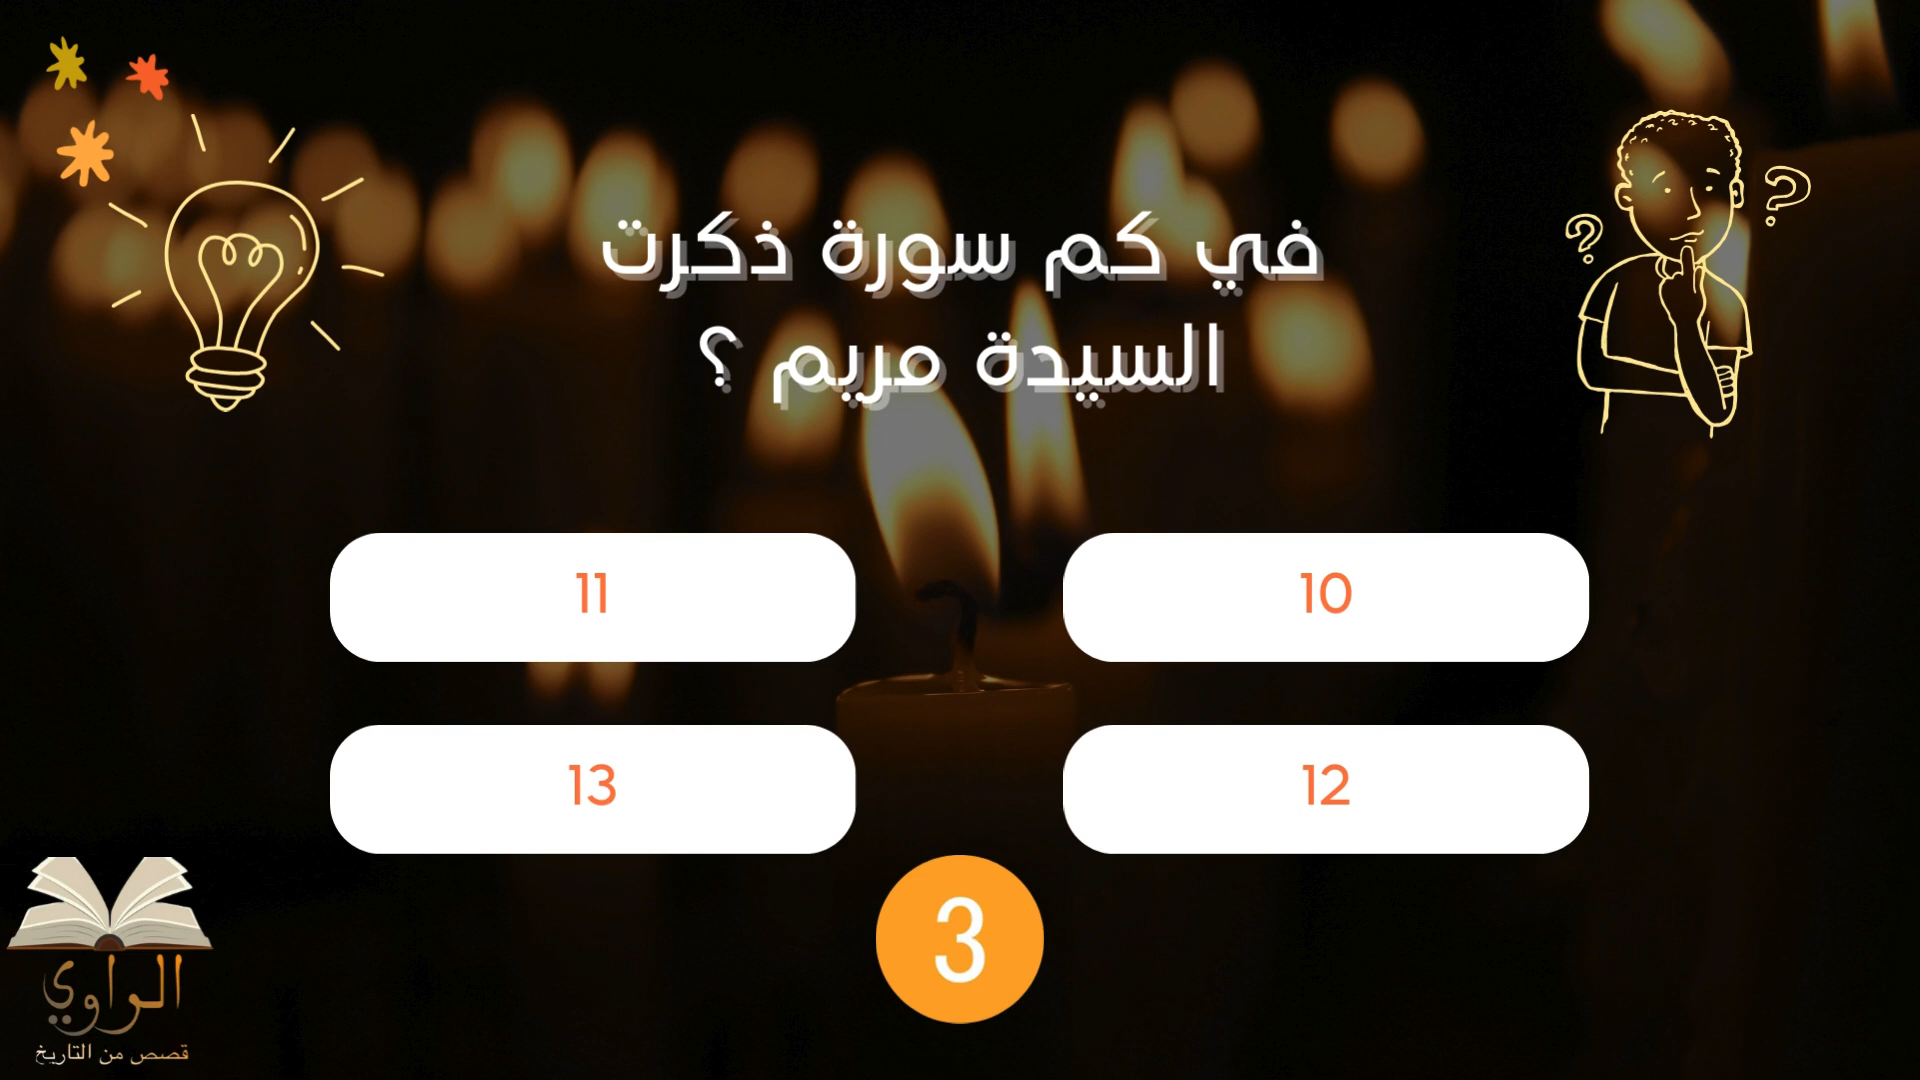 في كم سورة ذكرت
السيدة مريم ؟
10
11
12
13
3
الراوي
قصص من التاريخ